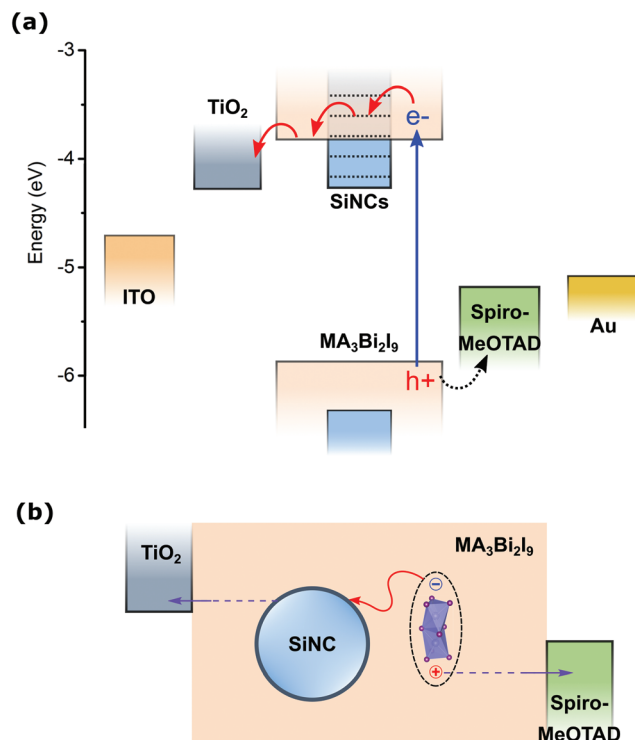 (a)
-3
-4
-5
-6
Energy (eV)
TiO₂
e-
SiNCs
ITO
MA₃Bi₂I₉
h+
Spiro-
MeOTAD
Au
(b)
TiO₂
MA₃Bi₂I₉
−
SiNC
+
Spiro-
MeOTAD